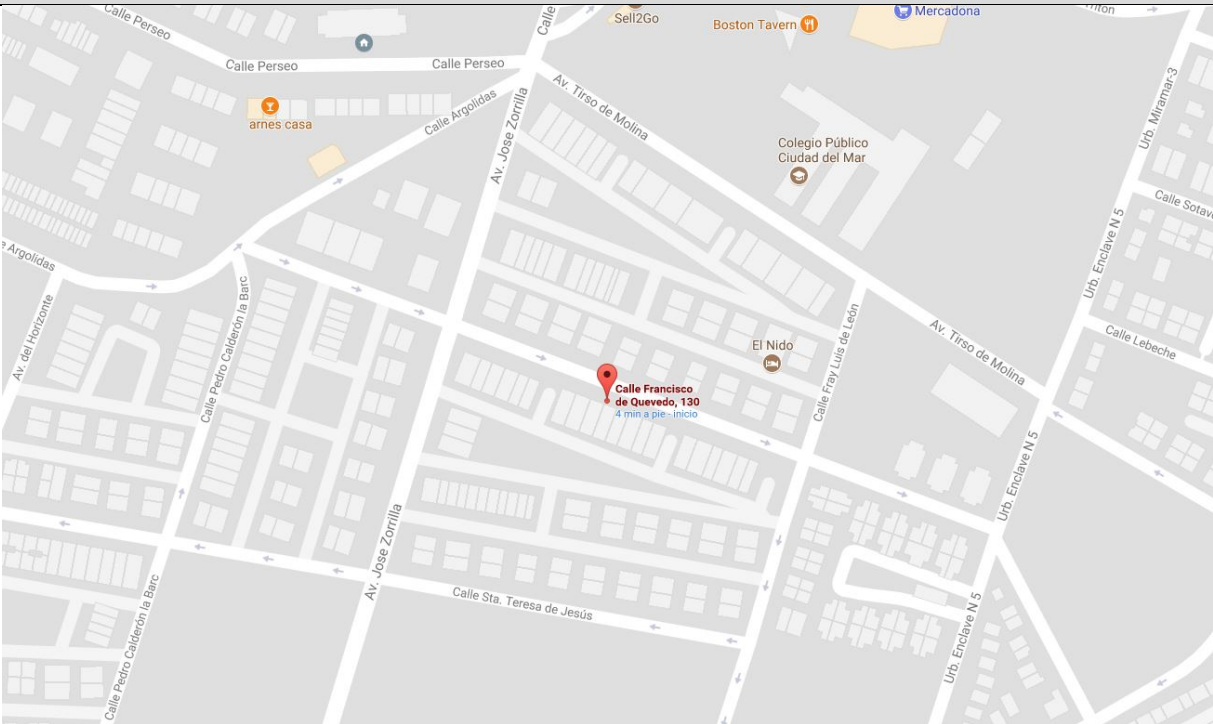 Sell2Go
Mercadona
Boston Tavern
Calle
Calle Perseo
Calle Perseo
Calle Perseo
Av. Tirso de Molina
Urb. Miramar-3
arnes casa
Calle Argolidas
Av. Jose Zorrilla
Colegio Público
Ciudad del Mar
Calle Sotav
e Argolidas
Urb. Enclave N 5
Av. del Horizonte
Calle Pedro Calderón la Barc
Calle Fray Luis de León
Av. Tirso de Molina
Calle Lebeche
El Nido
Calle Francisco
de Quevedo, 130
4 min a pie - inicio
Urb. Enclave N 5
Av. Jose Zorrilla
Calle Sta. Teresa de Jesús
Urb. Enclave N 5
Calle Pedro Calderón la Barc